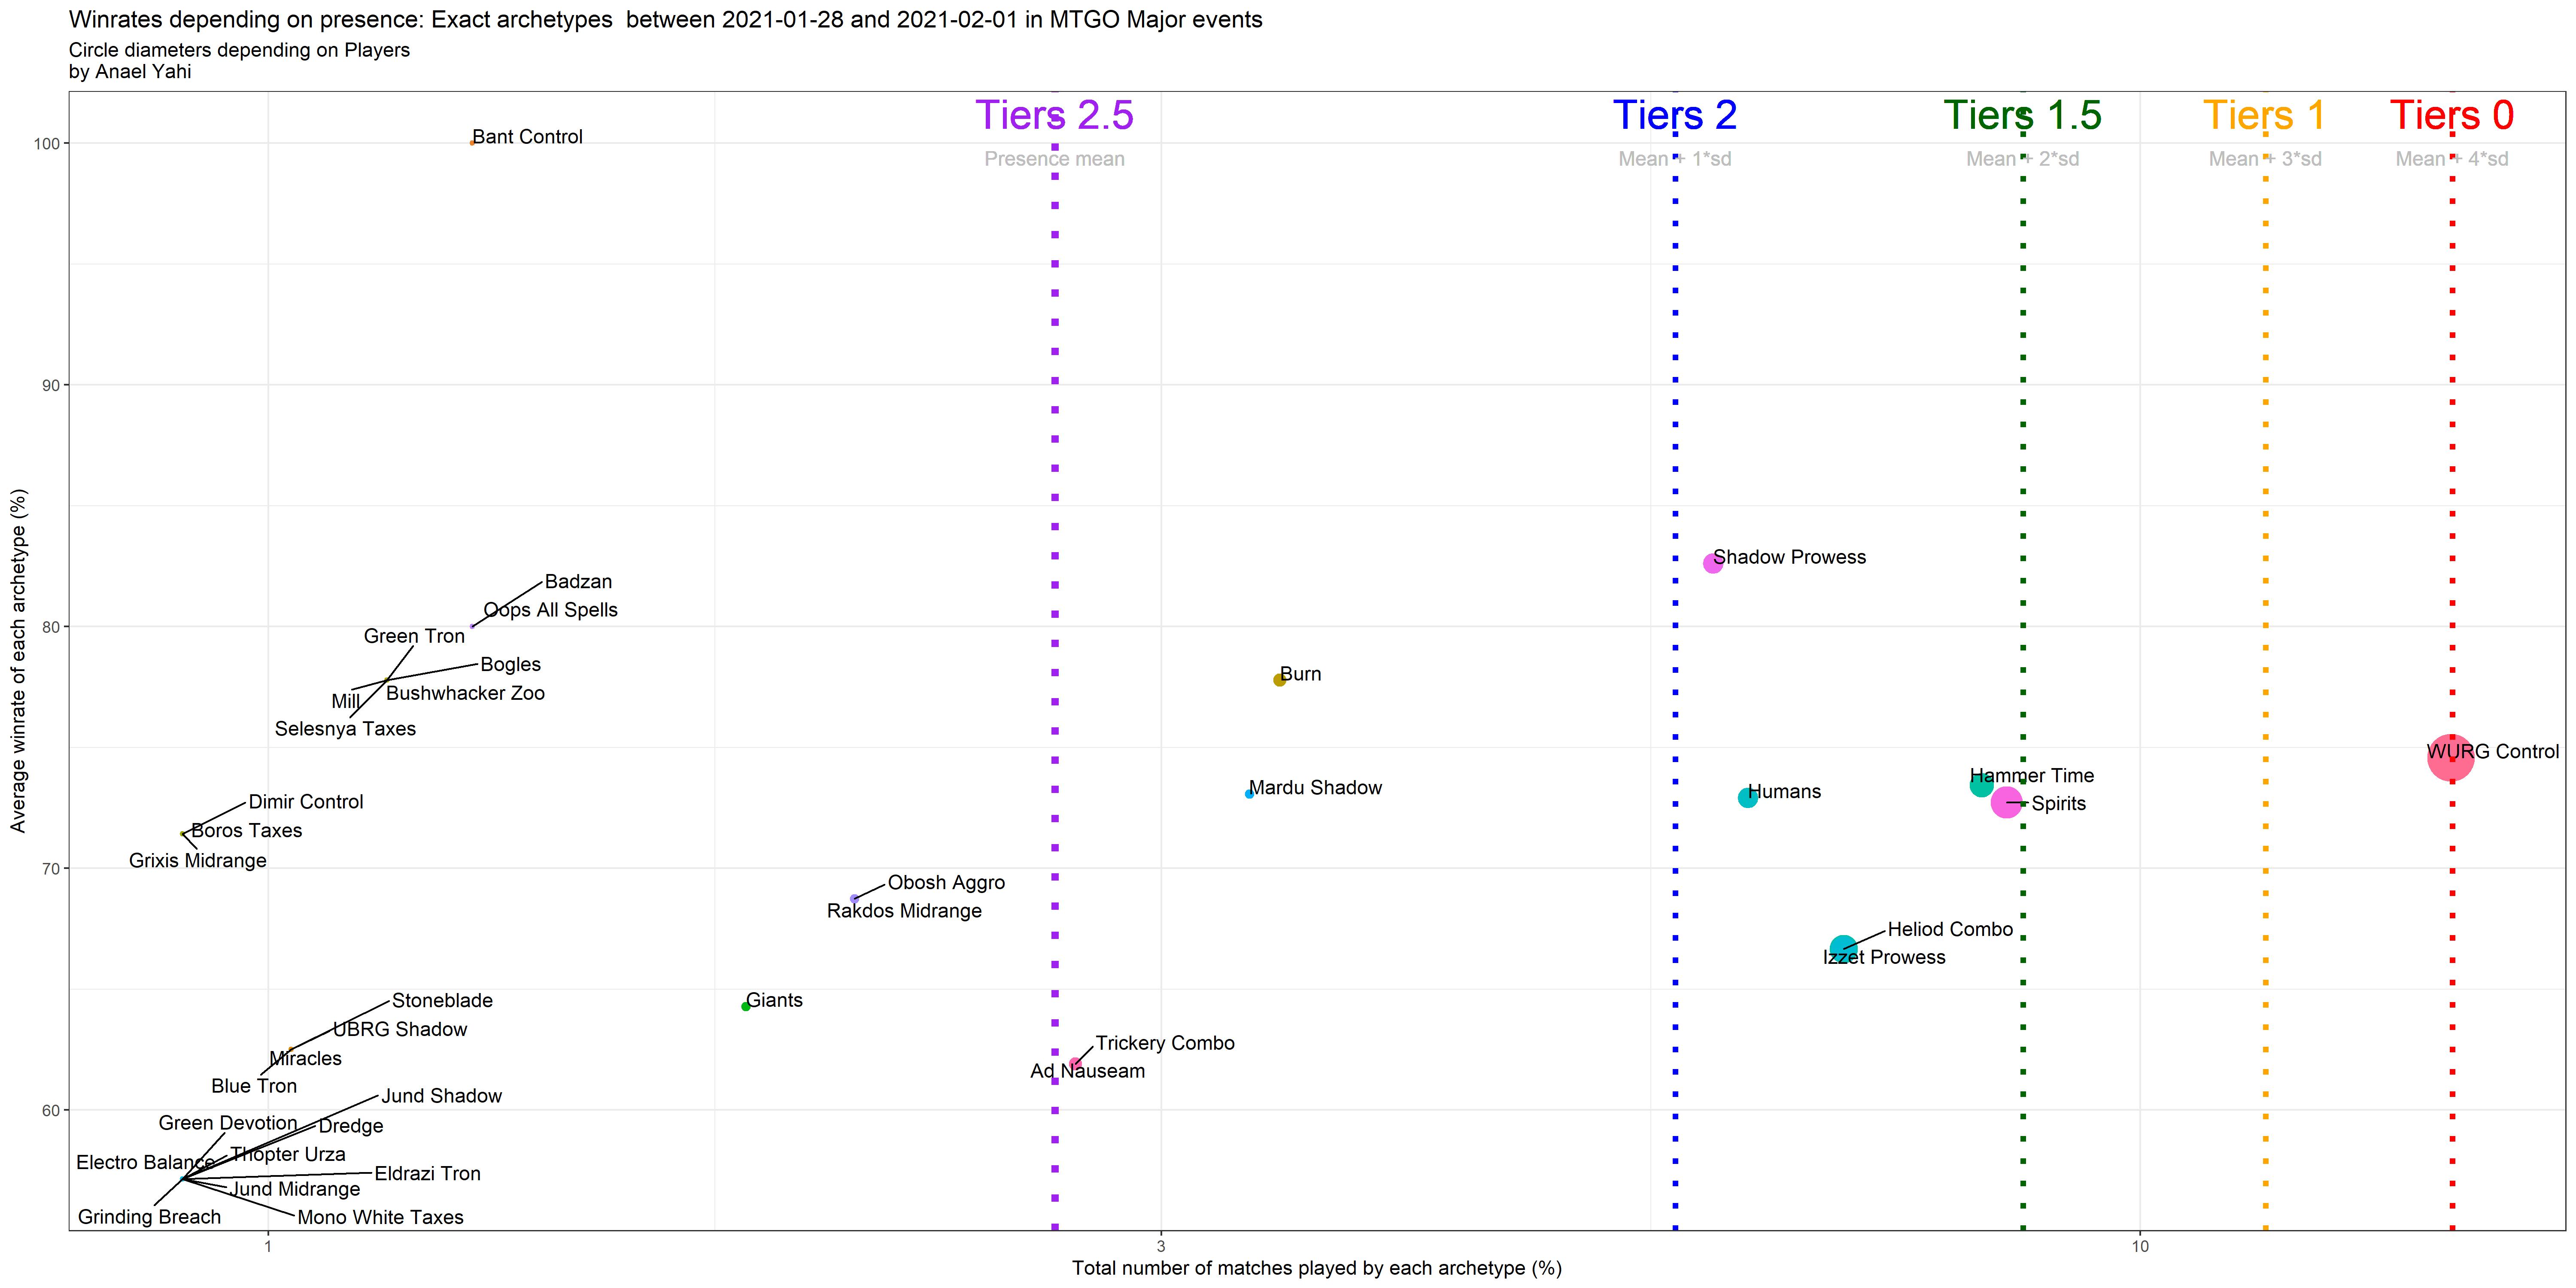 Winrates depending on presence: Exact archetypes  between 2021-01-28 and 2021-02-01 in MTGO Major events
Circle diameters depending on Players
by Anael Yahi
Tiers 2.5
Tiers 2
Tiers 1.5
Tiers 1
Tiers 0
Presence mean
Mean + 1*sd
Mean + 2*sd
Mean + 3*sd
Mean + 4*sd
100
90
80
70
60
Average winrate of each archetype (%)
Bant Control
Shadow Prowess
Badzan
Oops All Spells
Green Tron
Bogles
Bushwhacker Zoo
Mill
Selesnya Taxes
Burn
WURG Control
Hammer Time
Spirits
Humans
Mardu Shadow
Dimir Control
Boros Taxes
Grixis Midrange
Obosh Aggro
Rakdos Midrange
Heliod Combo
Izzet Prowess
Stoneblade
UBRG Shadow
Miracles
Blue Tron
Giants
Trickery Combo
Ad Nauseam
Jund Shadow
Green Devotion
Dredge
Thopter Urza
Electro Balance
Eldrazi Tron
Jund Midrange
Grinding Breach
Mono White Taxes
1
3
10
Total number of matches played by each archetype (%)